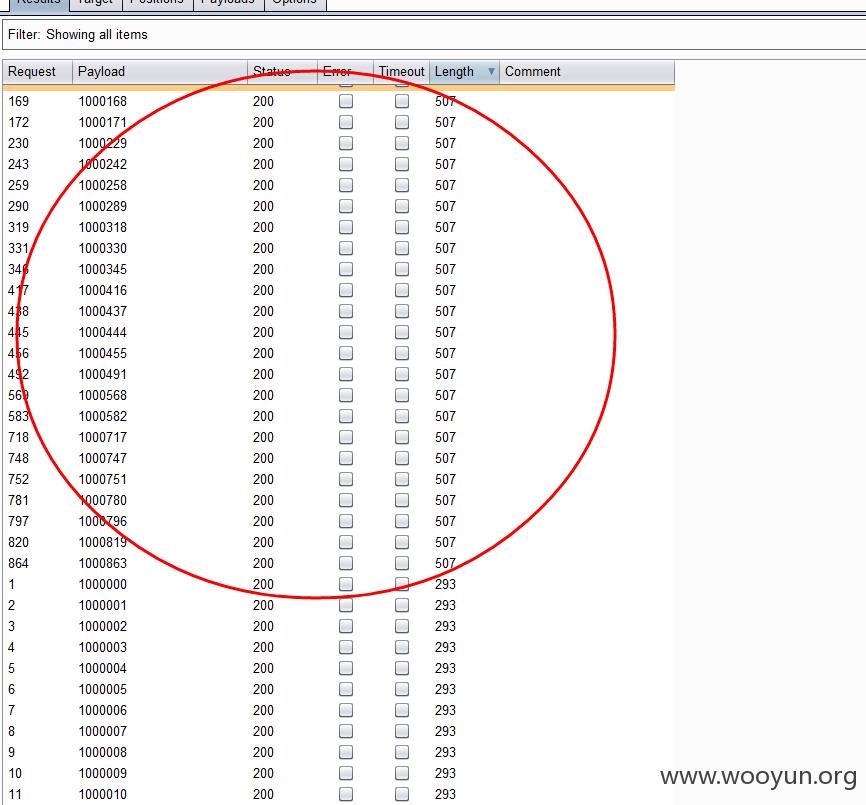 Results Target Positions Payloads Options
Filter: Showing all items
Request Payload Status Error Timeout Length Comment
169 1000168 200 507
172 1000171 200 507
230 1000229 200 507
243 1000242 200 507
259 1000258 200 507
290 1000289 200 507
319 1000318 200 507
331 1000330 200 507
346 1000345 200 507
417 1000416 200 507
438 1000437 200 507
445 1000444 200 507
456 1000455 200 507
492 1000491 200 507
569 1000568 200 507
583 1000582 200 507
718 1000717 200 507
748 1000747 200 507
752 1000751 200 507
781 1000780 200 507
797 1000796 200 507
820 1000819 200 507
864 1000863 200 507
1 1000000 200 293
2 1000001 200 293
3 1000002 200 293
4 1000003 200 293
5 1000004 200 293
6 1000005 200 293
7 1000006 200 293
8 1000007 200 293
9 1000008 200 293
10 1000009 200 293
11 1000010 200 293
www.wooyun.org